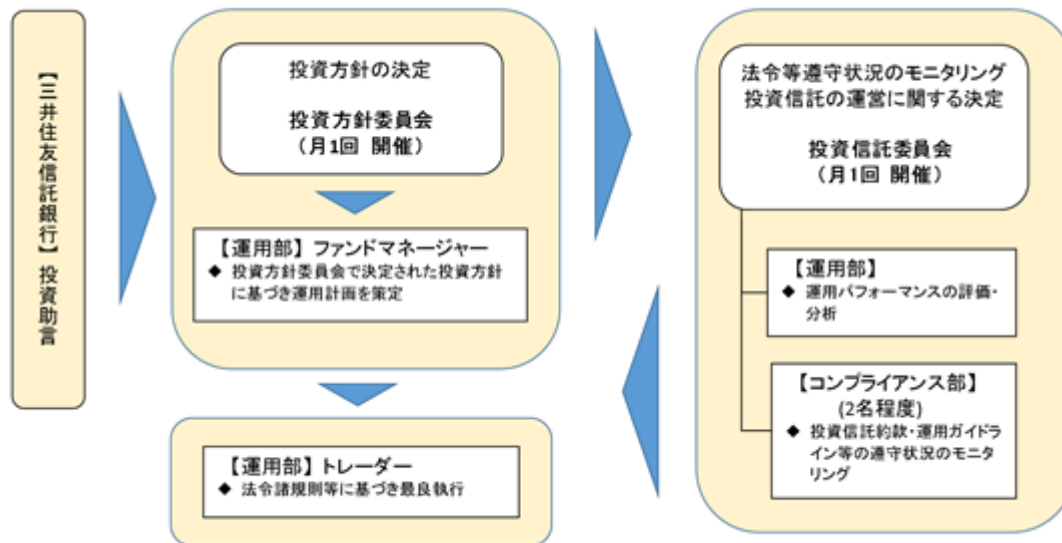 【三井住友信託銀行】投資助言
投資方針の決定
投資方針委員会
（月1回 開催）
【運用部】ファンドマネージャー
◆ 投資方針委員会で決定された投資方針
に基づき運用計画を策定
【運用部】トレーダー
◆ 法令諸規則等に基づき最良執行
法令等遵守状況のモニタリング
投資信託の運営に関する決定
投資信託委員会
（月1回 開催）
【運用部】
◆ 運用パフォーマンスの評価・
分析
【コンプライアンス部】
(2名程度)
◆ 投資信託約款・運用ガイドラ
イン等の遵守状況のモニタ
リング